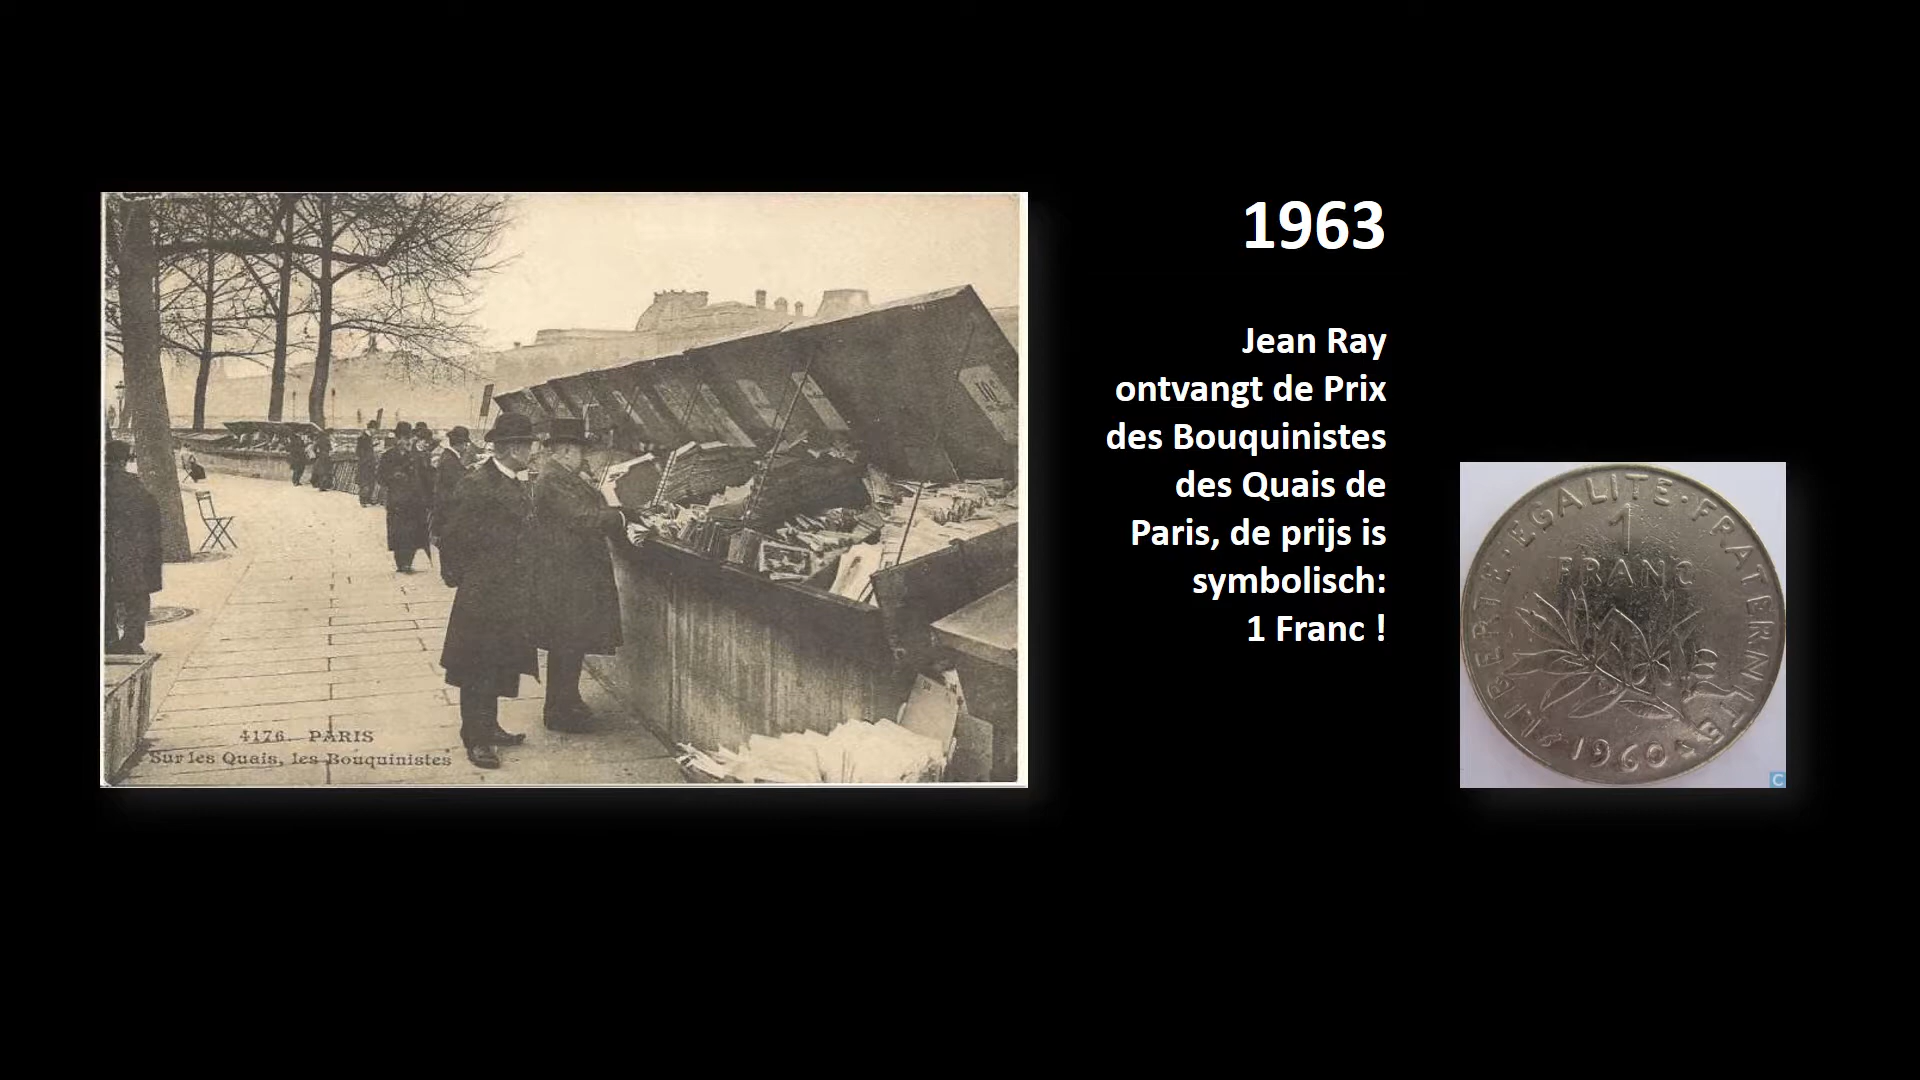 1963
Jean Ray
ontvangt de Prix
des Bouquinistes
des Quais de
Paris, de prijs is
symbolisch:
1 Franc !
4176. PARIS
Sur les Quais, les Bouquinistes
LIBERTE·EGALITE·FRATERNITE
1
FRANC
1960
C